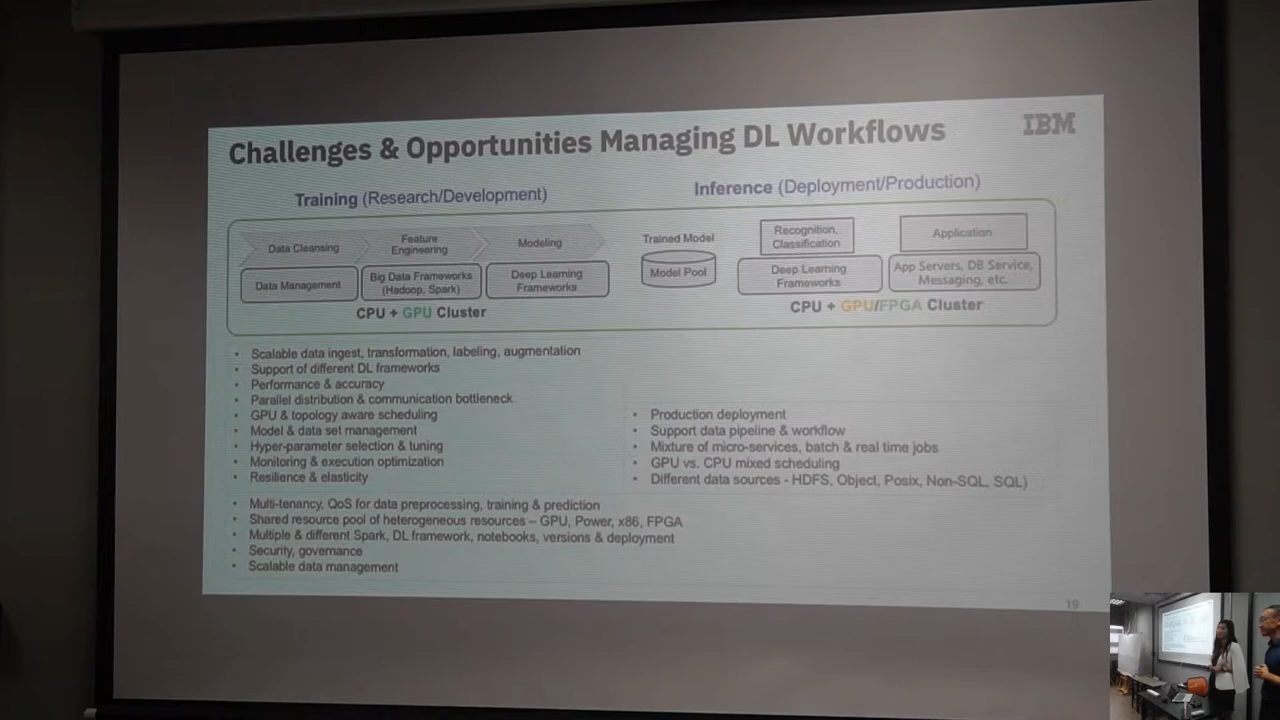 Challenges & Opportunities Managing DL Workflows
IBM
Training (Research/Development)
Inference (Deployment/Production)
Data Cleansing
Feature
Engineering
Modeling
Data Management
Big Data Frameworks
(Hadoop, Spark)
Deep Learning
Frameworks
CPU + GPU Cluster
Trained Model
Model Pool
Recognition,
Classification
Application
Deep Learning
Frameworks
App Servers, DB Service,
Messaging, etc.
CPU + GPU/FPGA Cluster
• Scalable data ingest, transformation, labeling, augmentation
• Support of different DL frameworks
• Performance & accuracy
• Parallel distribution & communication bottleneck
• GPU & topology aware scheduling
• Model & data set management
• Hyper-parameter selection & tuning
• Monitoring & execution optimization
• Resilience & elasticity
• Production deployment
• Support data pipeline & workflow
• Mixture of micro-services, batch & real time jobs
• GPU vs. CPU mixed scheduling
• Different data sources - HDFS, Object, Posix, Non-SQL, SQL)
• Multi-tenancy, QoS for data preprocessing, training & prediction
• Shared resource pool of heterogeneous resources – GPU, Power, x86, FPGA
• Multiple & different Spark, DL framework, notebooks, versions & deployment
• Security, governance
• Scalable data management
19